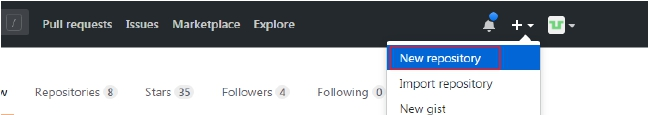 / Pull requests Issues Marketplace Explore
New repository
Import repository
New gist
Repositories 8 Stars 35 Followers 4 Following 0